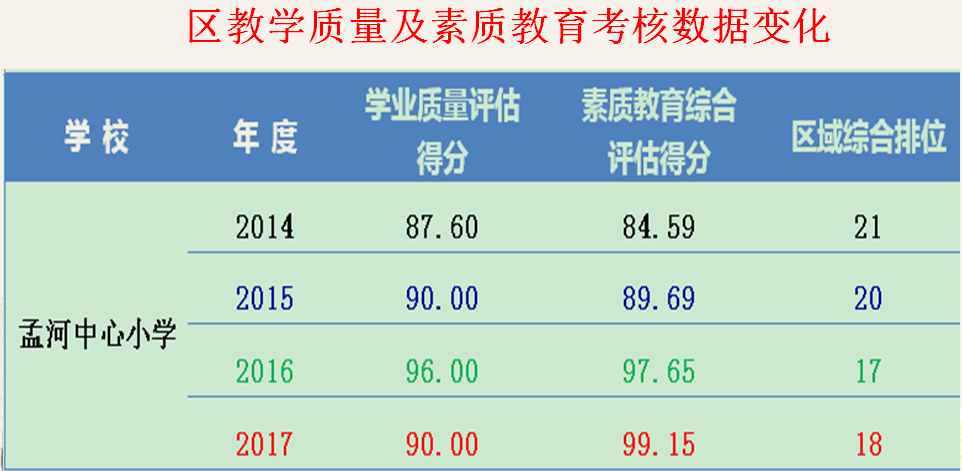 区教学质量及素质教育考核数据变化
学校 年度 学业质量评估得分 素质教育综合评估得分 区域综合排位
孟河中心小学
2014 87.60 84.59 21
2015 90.00 89.69 20
2016 96.00 97.65 17
2017 90.00 99.15 18